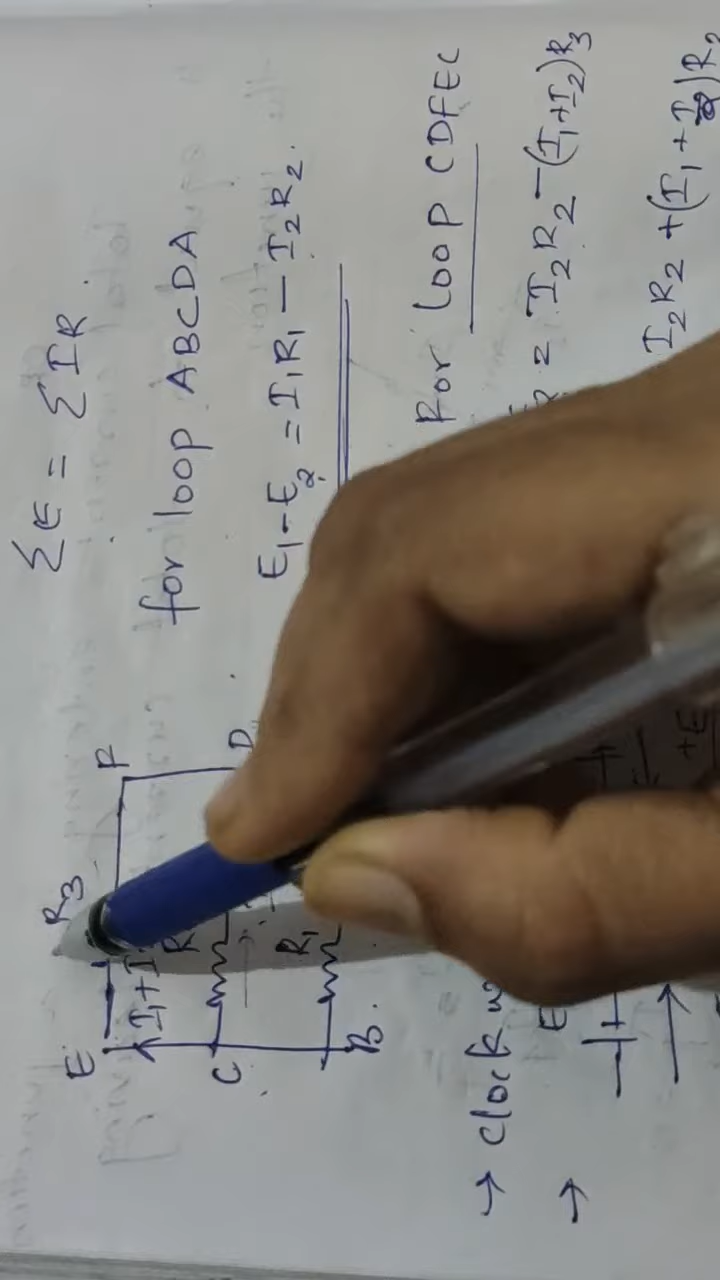 ΣE = ΣIR.
for loop ABCDA
E₁-E₂ = I₁R₁ - I₂R₂.
For loop CDFEC
= I₂R₂ -(I₁+I₂)R₃
I₂R₂ +(I₁+I₂)R₂
E
R₃
F
I₁+I
R
C
D
R₁
B
→ clock
→
E
+E